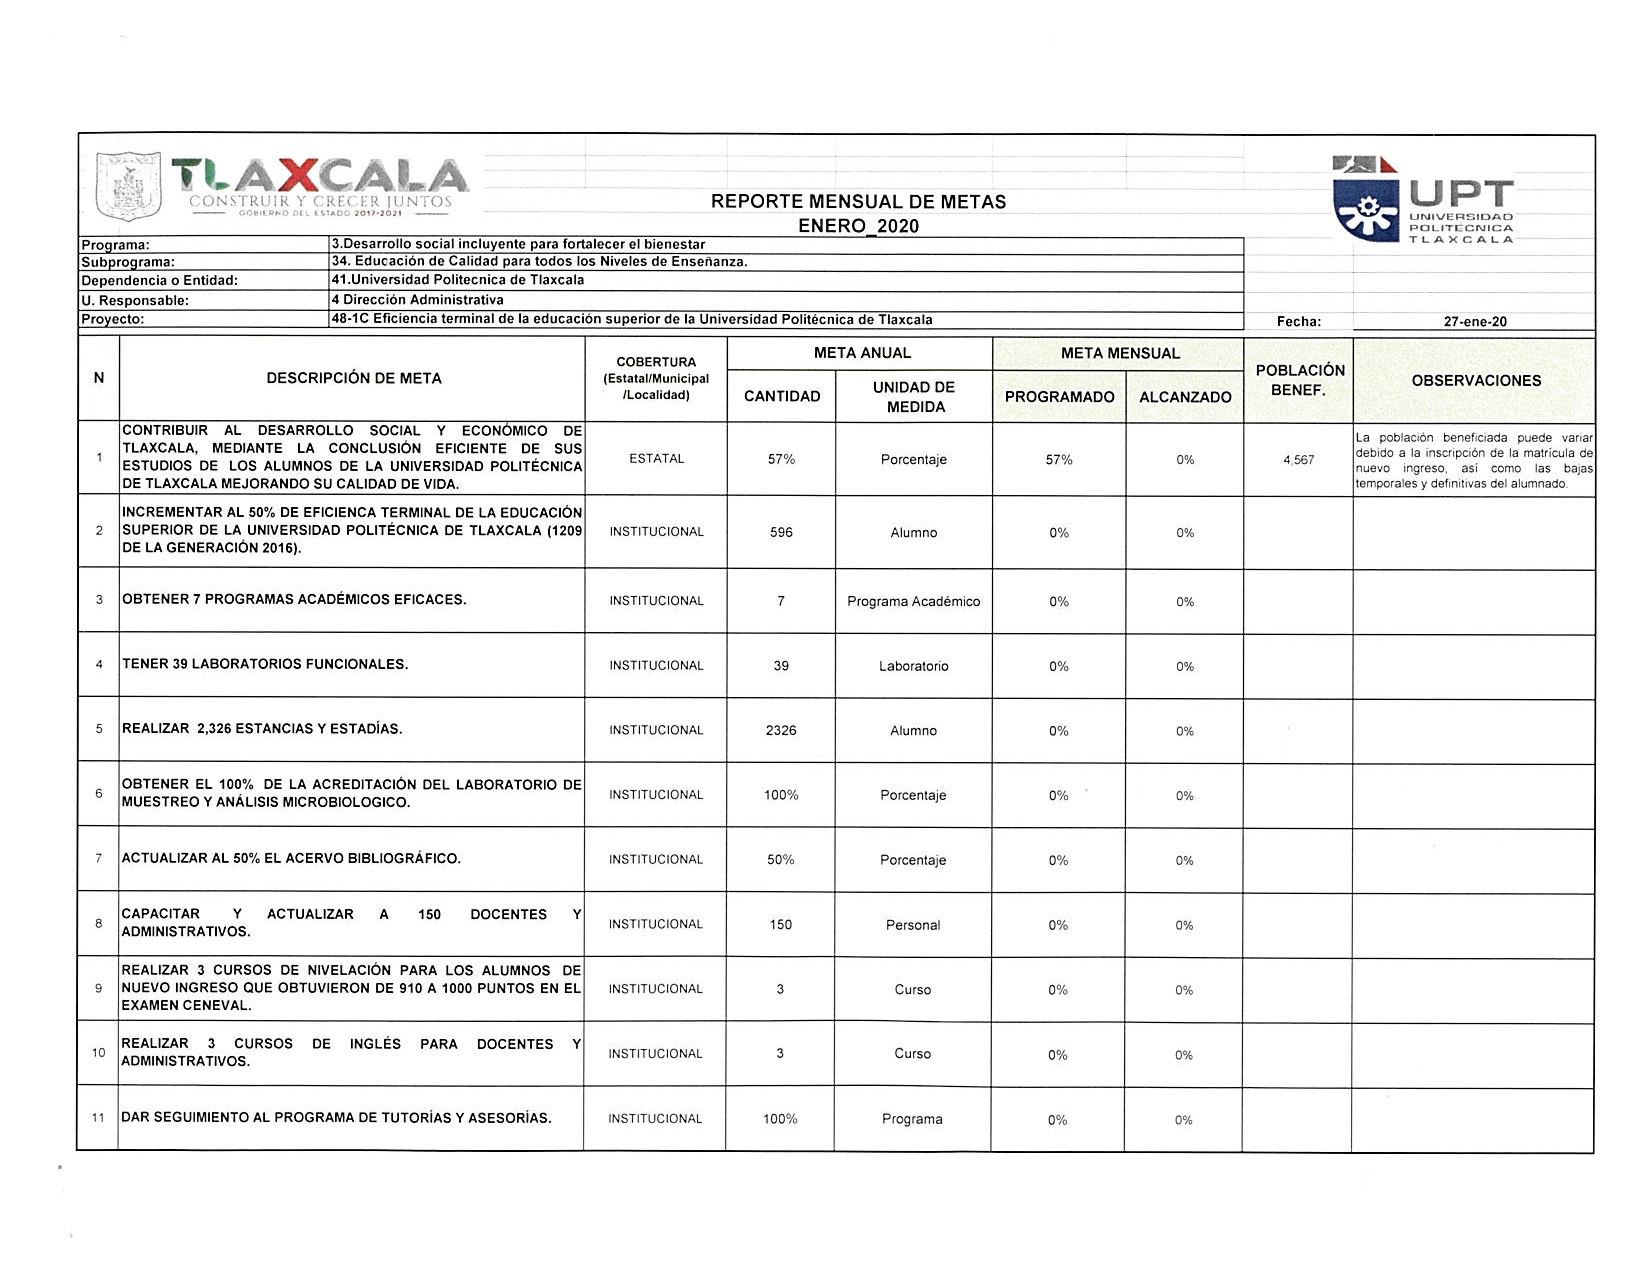 TLAXCALA
CONSTRUIR Y CRECER JUNTOS
GOBIERNO DEL ESTADO 2017-2021
REPORTE MENSUAL DE METAS
ENERO_2020
UPT
UNIVERSIDAD
POLITECNICA
TLAXCALA
Programa: 3.Desarrollo social incluyente para fortalecer el bienestar
Subprograma: 34. Educación de Calidad para todos los Niveles de Enseñanza.
Dependencia o Entidad: 41.Universidad Politecnica de Tlaxcala
U. Responsable: 4 Dirección Administrativa
Proyecto: 48-1C Eficiencia terminal de la educación superior de la Universidad Politécnica de Tlaxcala
Fecha: 27-ene-20
N
DESCRIPCIÓN DE META
COBERTURA
(Estatal/Municipal
/Localidad)
META ANUAL
CANTIDAD
UNIDAD DE
MEDIDA
META MENSUAL
PROGRAMADO
ALCANZADO
POBLACIÓN
BENEF.
OBSERVACIONES
1
CONTRIBUIR AL DESARROLLO SOCIAL Y ECONÓMICO DE
TLAXCALA, MEDIANTE LA CONCLUSIÓN EFICIENTE DE SUS
ESTUDIOS DE LOS ALUMNOS DE LA UNIVERSIDAD POLITÉCNICA
DE TLAXCALA MEJORANDO SU CALIDAD DE VIDA.
ESTATAL
57%
Porcentaje
57%
0%
4,567
La población beneficiada puede variar
debido a la inscripción de la matrícula de
nuevo ingreso, así como las bajas
temporales y definitivas del alumnado.
2
INCREMENTAR AL 50% DE EFICIENCA TERMINAL DE LA EDUCACIÓN
SUPERIOR DE LA UNIVERSIDAD POLITÉCNICA DE TLAXCALA (1209
DE LA GENERACIÓN 2016).
INSTITUCIONAL
596
Alumno
0%
0%
3
OBTENER 7 PROGRAMAS ACADÉMICOS EFICACES.
INSTITUCIONAL
7
Programa Académico
0%
0%
4
TENER 39 LABORATORIOS FUNCIONALES.
INSTITUCIONAL
39
Laboratorio
0%
0%
5
REALIZAR 2,326 ESTANCIAS Y ESTADÍAS.
INSTITUCIONAL
2326
Alumno
0%
0%
6
OBTENER EL 100% DE LA ACREDITACIÓN DEL LABORATORIO DE
MUESTREO Y ANÁLISIS MICROBIOLOGICO.
INSTITUCIONAL
100%
Porcentaje
0%
0%
7
ACTUALIZAR AL 50% EL ACERVO BIBLIOGRÁFICO.
INSTITUCIONAL
50%
Porcentaje
0%
0%
8
CAPACITAR Y ACTUALIZAR A 150 DOCENTES Y
ADMINISTRATIVOS.
INSTITUCIONAL
150
Personal
0%
0%
9
REALIZAR 3 CURSOS DE NIVELACIÓN PARA LOS ALUMNOS DE
NUEVO INGRESO QUE OBTUVIERON DE 910 A 1000 PUNTOS EN EL
EXAMEN CENEVAL.
INSTITUCIONAL
3
Curso
0%
0%
10
REALIZAR 3 CURSOS DE INGLÉS PARA DOCENTES Y
ADMINISTRATIVOS.
INSTITUCIONAL
3
Curso
0%
0%
11
DAR SEGUIMIENTO AL PROGRAMA DE TUTORÍAS Y ASESORÍAS.
INSTITUCIONAL
100%
Programa
0%
0%